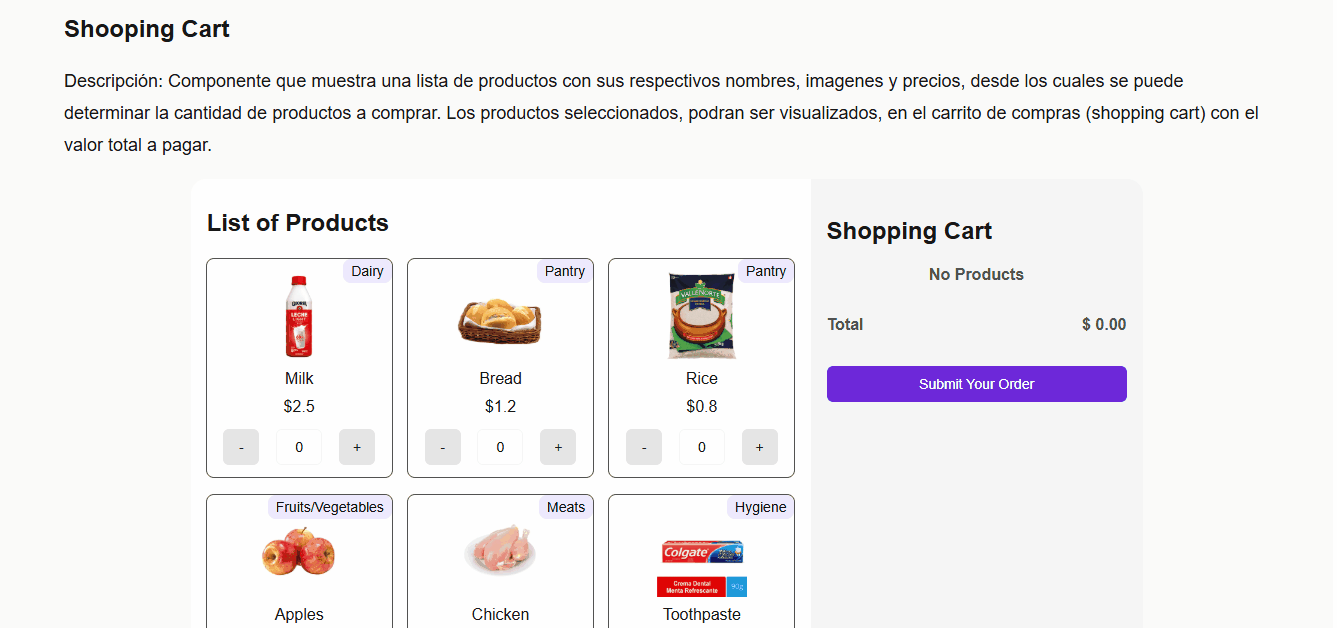 Shooping Cart
Descripción: Componente que muestra una lista de productos con sus respectivos nombres, imagenes y precios, desde los cuales se puede
determinar la cantidad de productos a comprar. Los productos seleccionados, podran ser visualizados, en el carrito de compras (shopping cart) con el
valor total a pagar.
List of Products
Dairy
LECHE
LIGHT
Milk
$2.5
- 0 +
Pantry
Bread
$1.2
- 0 +
Pantry
VALLENORTE
Rice
$0.8
- 0 +
Fruits/Vegetables
Apples
Meats
Chicken
Hygiene
Colgate
Crema Dental
Menta Refrescante
90g
Toothpaste
Shopping Cart
No Products
Total $ 0.00
Submit Your Order